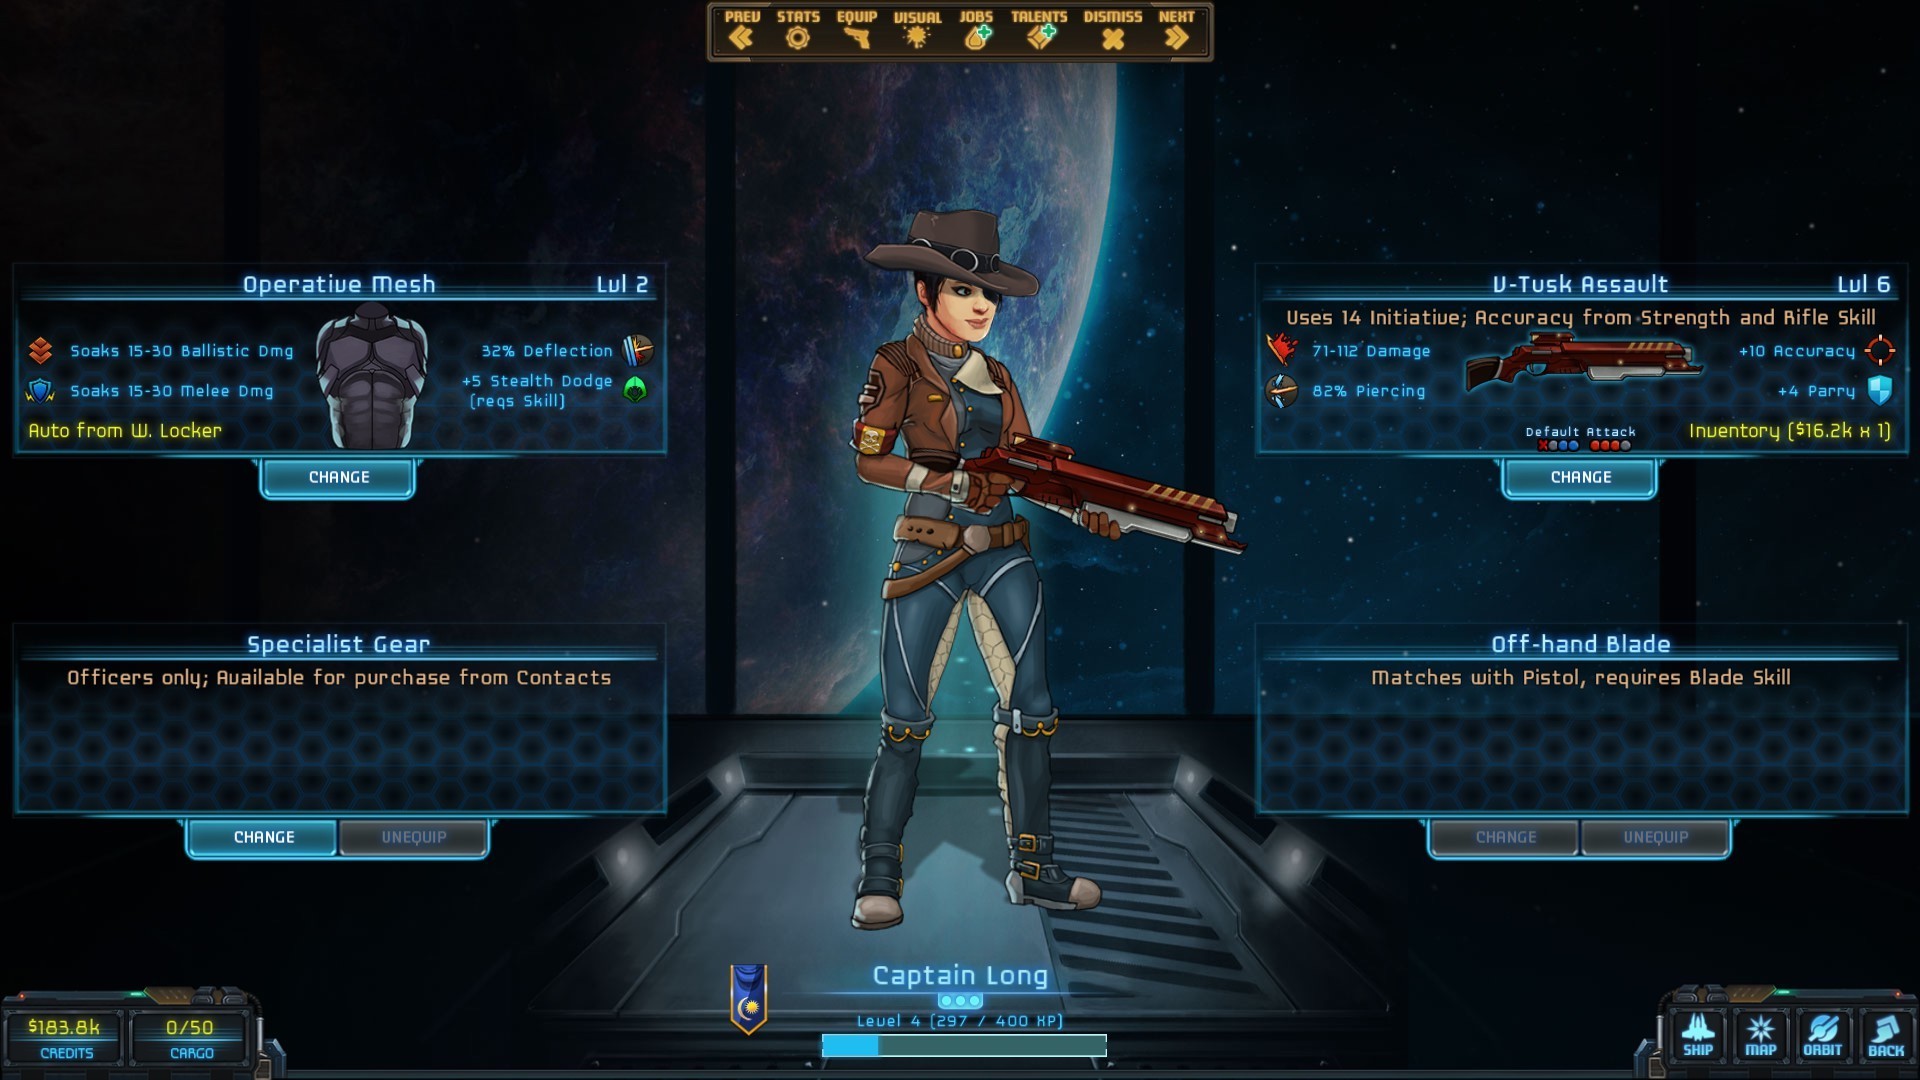 PREV STATS EQUIP VISUAL JOBS TALENTS DISMISS NEXT
Operative Mesh Lvl 2
Soaks 15-30 Ballistic Dmg
32% Deflection
Soaks 15-30 Melee Dmg
+5 Stealth Dodge
(reqs Skill)
Auto from W. Locker
CHANGE
V-Tusk Assault Lvl 6
Uses 14 Initiative; Accuracy from Strength and Rifle Skill
71-112 Damage
+10 Accuracy
82% Piercing
+4 Parry
Default Attack
Inventory ($16.2k x 1)
CHANGE
Specialist Gear
Officers only; Available for purchase from Contacts
CHANGE UNEQUIP
Off-hand Blade
Matches with Pistol, requires Blade Skill
CHANGE UNEQUIP
Captain Long
Level 4 (297 / 400 XP)
$183.8k
CREDITS
0/50
CARGO
SHIP MAP ORBIT BACK